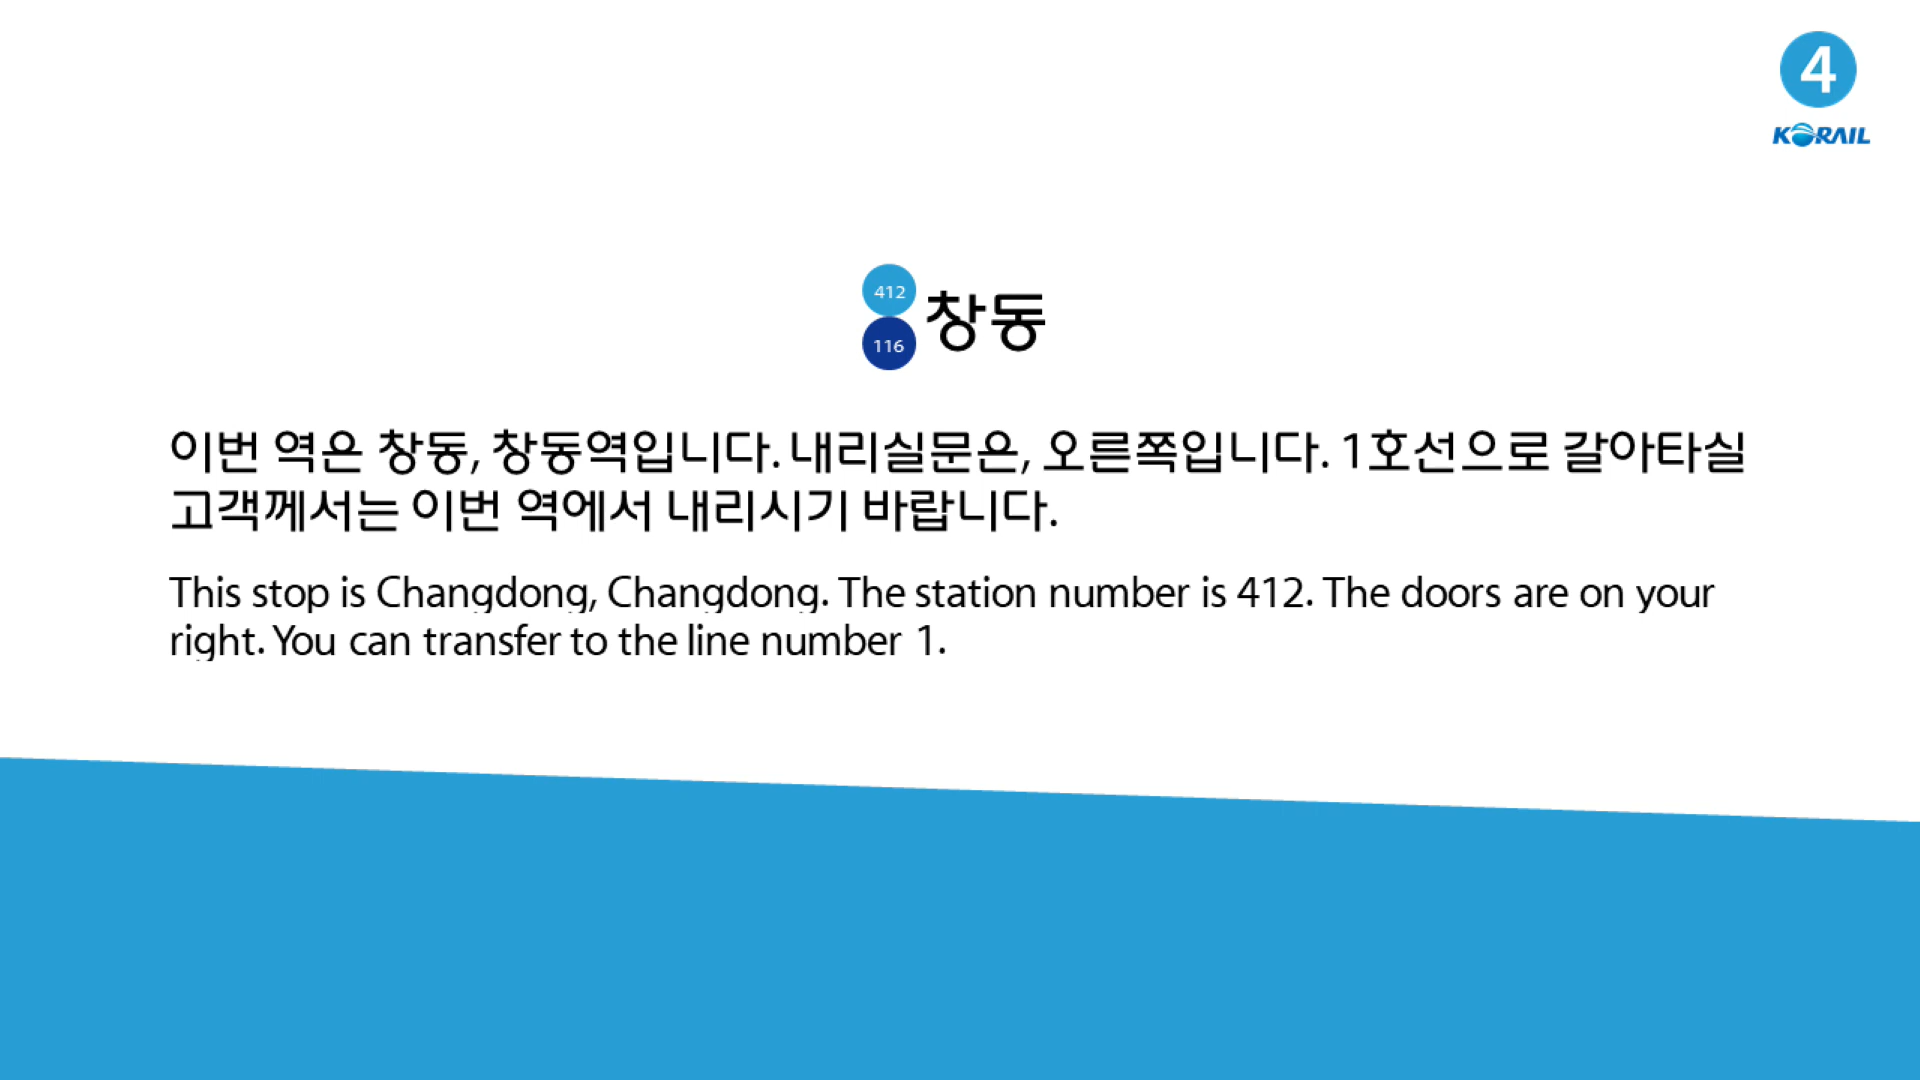 4
KORAIL
412
창동
116
이번 역은 창동, 창동역입니다. 내리실문은, 오른쪽입니다. 1호선으로 갈아타실
고객께서는 이번 역에서 내리시기 바랍니다.
This stop is Changdong, Changdong. The station number is 412. The doors are on your
right. You can transfer to the line number 1.